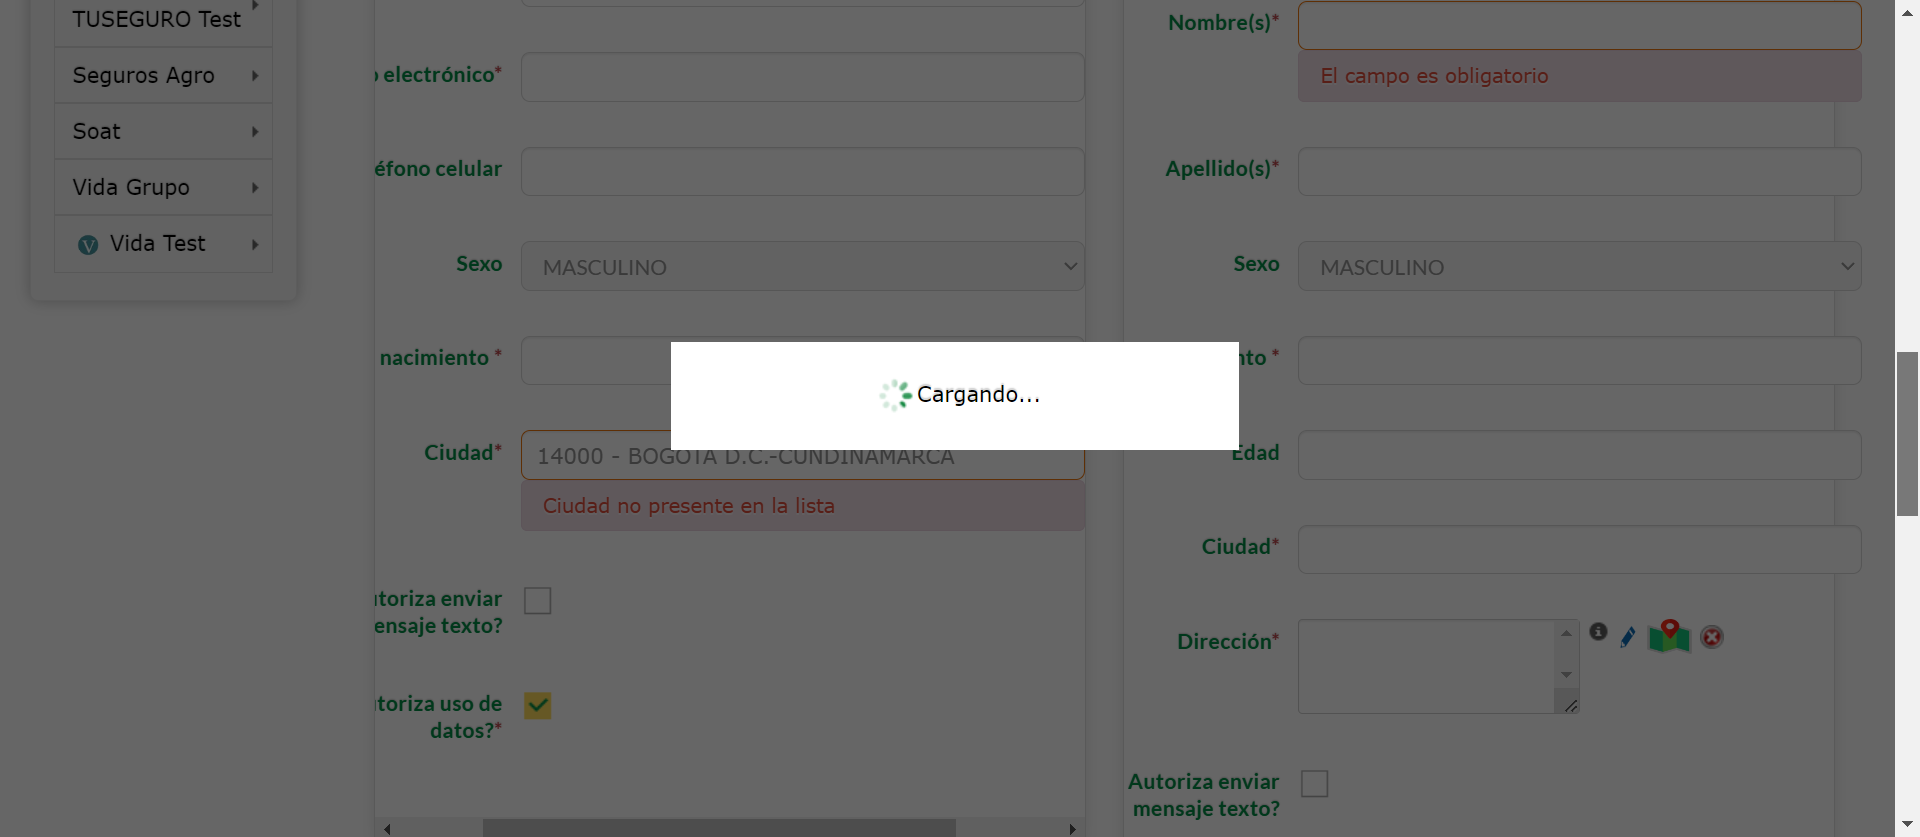 TUSEGURO Test
Seguros Agro
Soat
Vida Grupo
V Vida Test
electrónico*
éfono celular
Sexo
MASCULINO
nacimiento *
Ciudad*
14000 - BOGOTA D.C.-CUNDINAMARCA
Ciudad no presente en la lista
toriza enviar
ensaje texto?
toriza uso de
datos?*
Nombre(s)*
El campo es obligatorio
Apellido(s)*
Sexo
MASCULINO
nto *
Edad
Ciudad*
Dirección*
Autoriza enviar
mensaje texto?
Cargando...